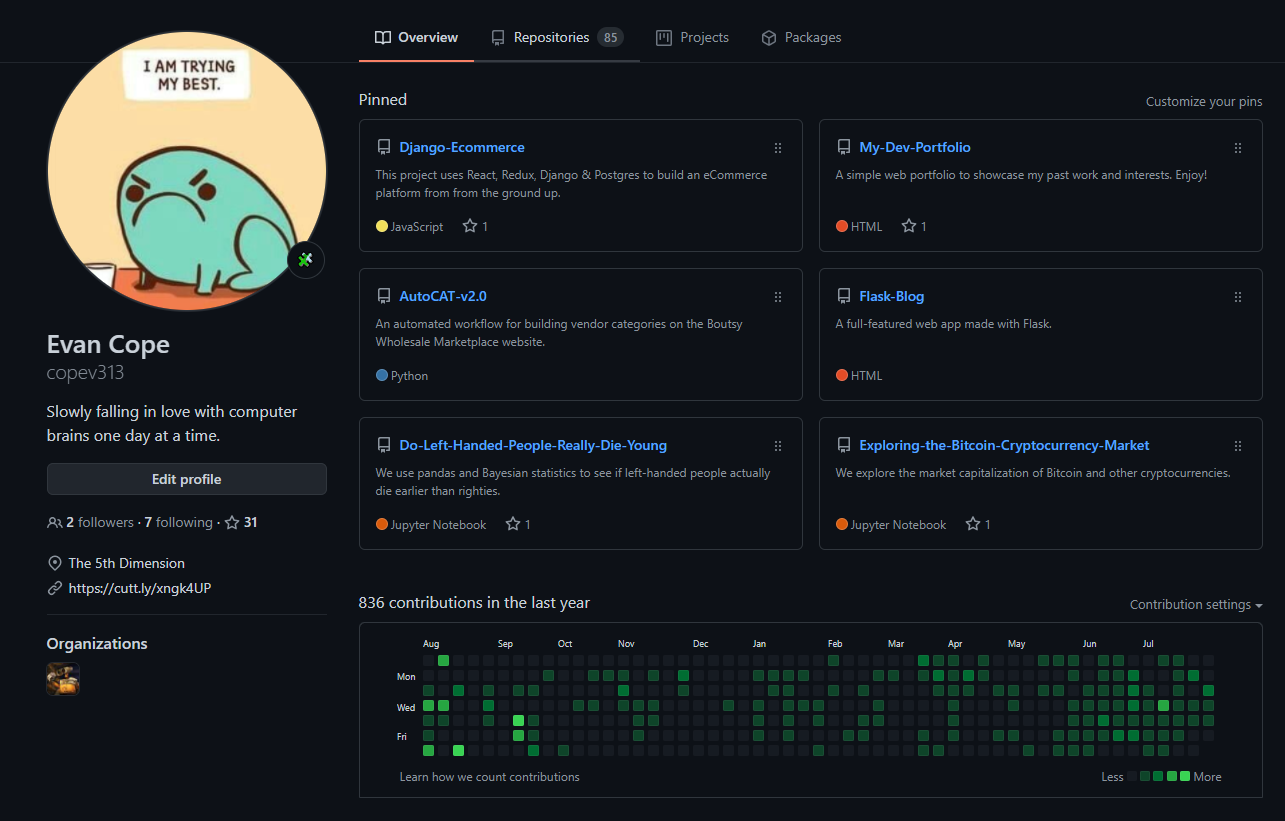 Overview
Repositories 85
Projects
Packages
I AM TRYING
MY BEST.
Evan Cope
copev313
Slowly falling in love with computer
brains one day at a time.
Edit profile
2 followers · 7 following · 31
The 5th Dimension
https://cutt.ly/xngk4UP
Organizations
Pinned
Customize your pins
Django-Ecommerce
This project uses React, Redux, Django & Postgres to build an eCommerce
platform from from the ground up.
JavaScript 1
My-Dev-Portfolio
A simple web portfolio to showcase my past work and interests. Enjoy!
HTML 1
AutoCAT-v2.0
An automated workflow for building vendor categories on the Boutsy
Wholesale Marketplace website.
Python
Flask-Blog
A full-featured web app made with Flask.
HTML
Do-Left-Handed-People-Really-Die-Young
We use pandas and Bayesian statistics to see if left-handed people actually
die earlier than righties.
Jupyter Notebook 1
Exploring-the-Bitcoin-Cryptocurrency-Market
We explore the market capitalization of Bitcoin and other cryptocurrencies.
Jupyter Notebook 1
836 contributions in the last year
Contribution settings
Aug Sep Oct Nov Dec Jan Feb Mar Apr May Jun Jul
Mon
Wed
Fri
Learn how we count contributions
Less More